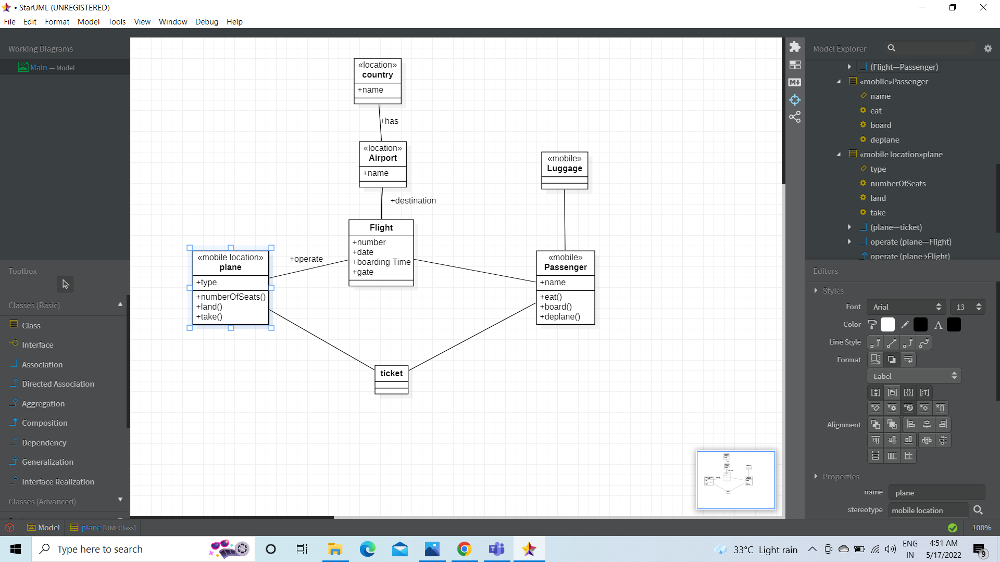 • StarUML (UNREGISTERED)
File Edit Format Model Tools View Window Debug Help
Working Diagrams
Main — Model
Toolbox
Classes (Basic)
Class
Interface
Association
Directed Association
Aggregation
Composition
Dependency
Generalization
Interface Realization
Classes (Advanced)
«location»
country
+name
+has
«location»
Airport
+name
+destination
Flight
+number
+date
+boarding Time
+gate
«mobile location»
plane
+type
+numberOfSeats()
+land()
+take()
+operate
«mobile»
Luggage
«mobile»
Passenger
+name
+eat()
+board()
+deplane()
ticket
Model Explorer
(Flight—Passenger)
«mobile»Passenger
name
eat
board
deplane
«mobile location»plane
type
numberOfSeats
land
take
(plane—ticket)
operate (plane—Flight)
operate (plane→Flight)
Editors
Styles
Font Arial 13
Color A
Line Style
Format
Label
Alignment
Properties
name plane
stereotype mobile location
Model plane [UMLClass] 100%
Type here to search
33°C Light rain
ENG
IN
4:51 AM
5/17/2022
9